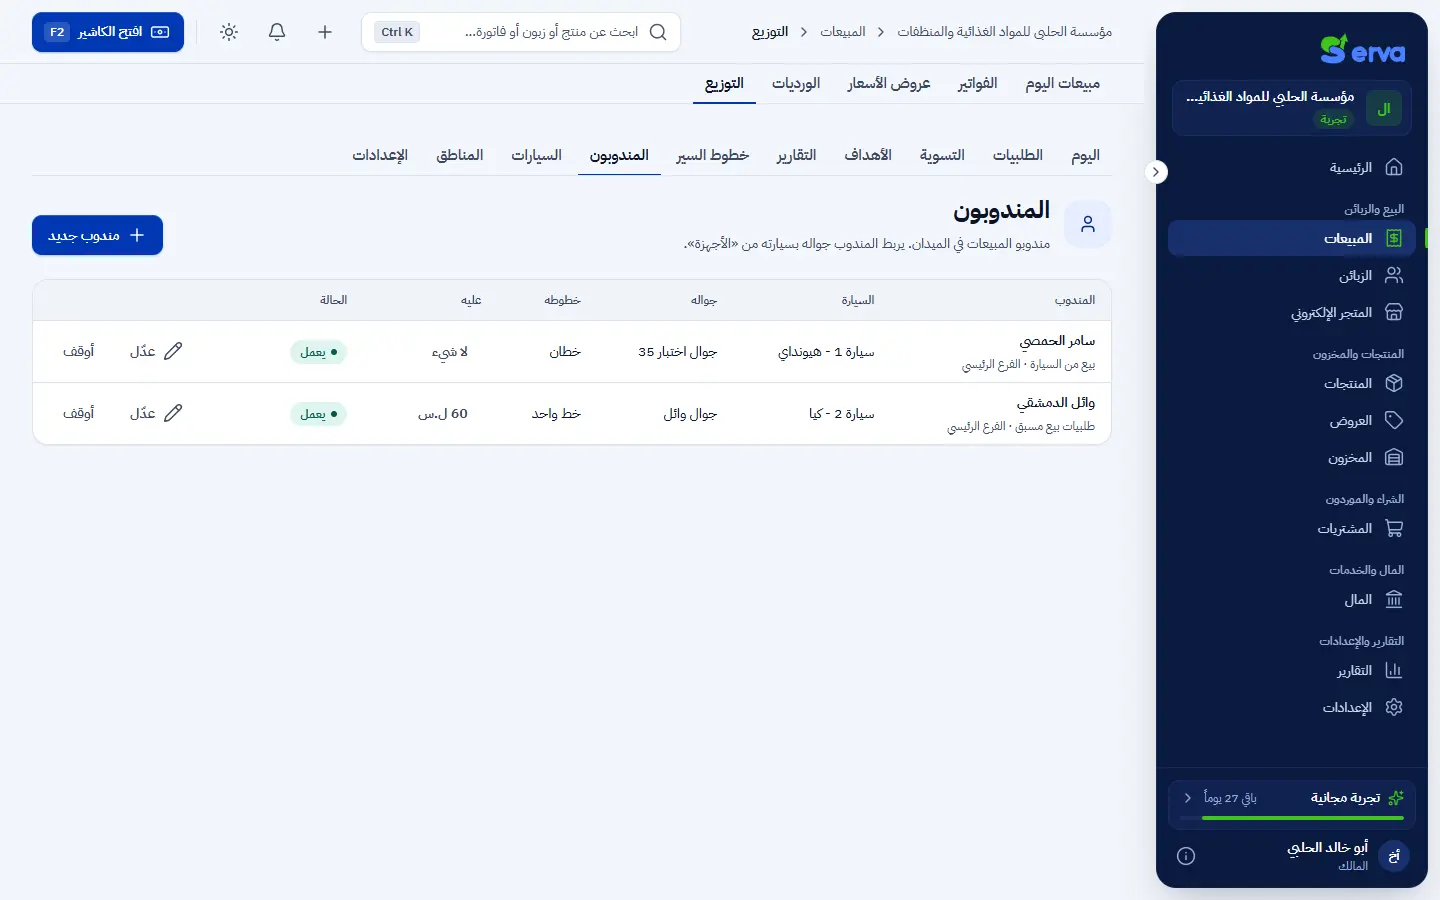 Serva
ال
مؤسسة الحلبي للمواد الغذائيـ...
تجربة
الرئيسية
البيع والزبائن
المبيعات
الزبائن
المتجر الإلكتروني
المنتجات والمخزون
المنتجات
العروض
المخزون
الشراء والموردون
المشتريات
المال والخدمات
المال
التقارير والإعدادات
التقارير
الإعدادات
تجربة مجانية
باقي 27 يوماً
أخ
أبو خالد الحلبي
المالك
مؤسسة الحلبي للمواد الغذائية والمنظفات
المبيعات
التوزيع
ابحث عن منتج أو زبون أو فاتورة...
Ctrl K
افتح الكاشير F2
مبيعات اليوم
الفواتير
عروض الأسعار
الورديات
التوزيع
اليوم
الطلبيات
التسوية
الأهداف
التقارير
خطوط السير
المندوبون
السيارات
المناطق
الإعدادات
المندوبون
مندوبو المبيعات في الميدان. يربط المندوب جواله بسيارته من «الأجهزة».
مندوب جديد
المندوب السيارة جواله خطوطه عليه الحالة
سامر الحمصي
بيع من السيارة · الفرع الرئيسي
سيارة 1 - هيونداي
جوال اختبار 35
خطان
لا شيء
يعمل
عدّل
أوقف
وائل الدمشقي
طلبيات بيع مسبق · الفرع الرئيسي
سيارة 2 - كيا
جوال وائل
خط واحد
60 ل.س
يعمل
عدّل
أوقف